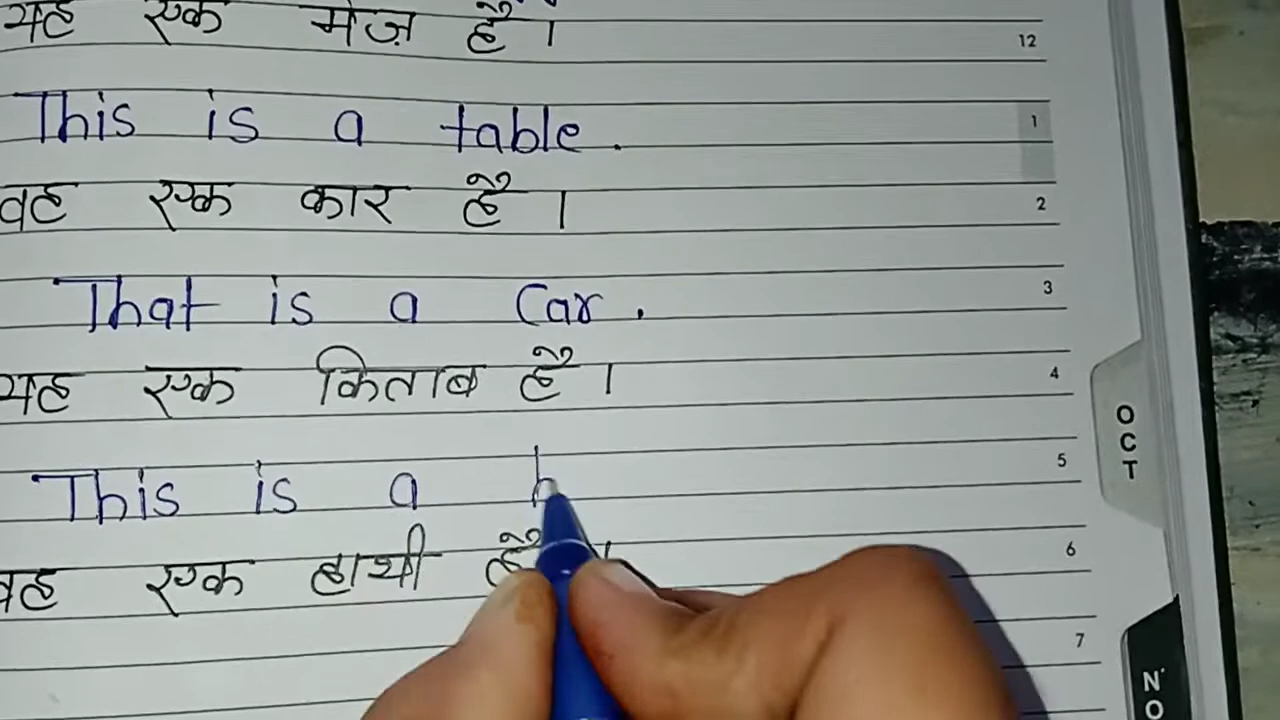 यह एक मेज़ है।
12
This is a table.
1
वह एक कार है।
2
That is a Car.
3
यह एक किताब है।
4
This is a
5
वह एक हाथी है।
6
7
OCT
NO